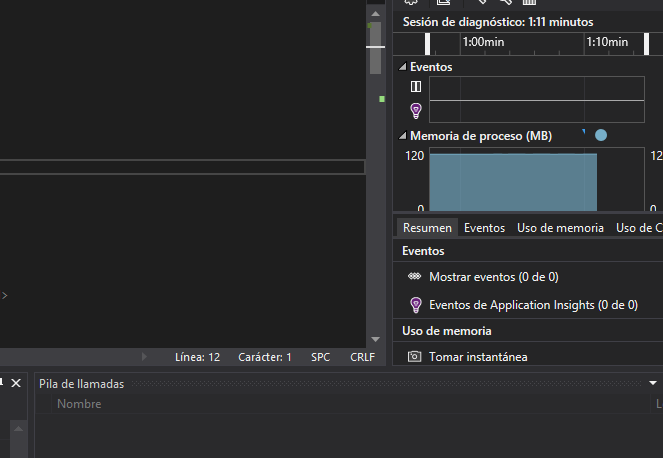 Sesión de diagnóstico: 1:11 minutos
1:00min 1:10min
Eventos
Memoria de proceso (MB)
120 12
0 0
Resumen Eventos Uso de memoria Uso de C
Eventos
Mostrar eventos (0 de 0)
Eventos de Application Insights (0 de 0)
Uso de memoria
Tomar instantánea
>
Línea: 12 Carácter: 1 SPC CRLF
Pila de llamadas
Nombre L